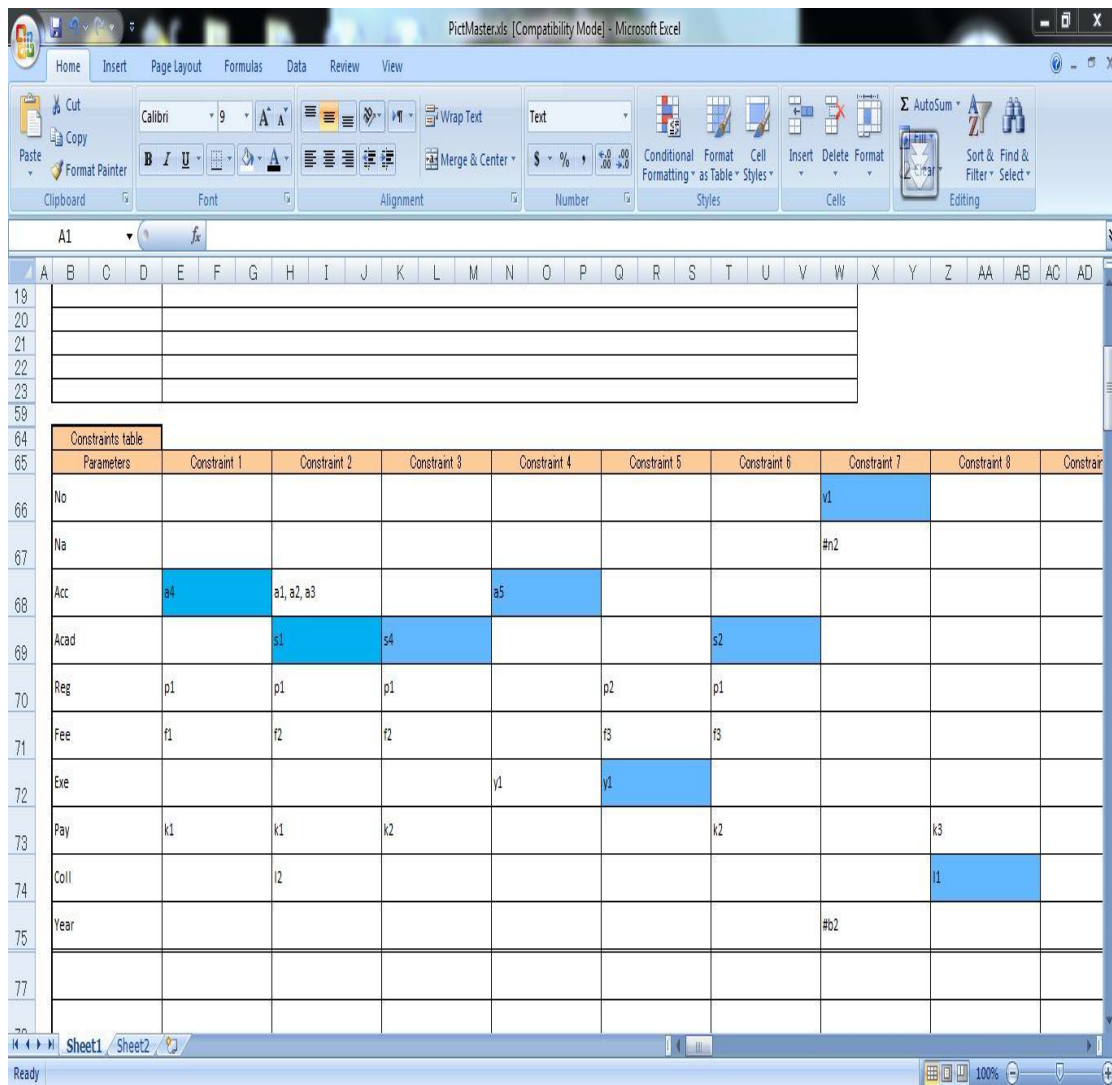 PictMaster.xls [Compatibility Mode] - Microsoft Excel
Home Insert Page Layout Formulas Data Review View
Cut
Copy
Format Painter
Paste
Clipboard
Calibri 9
B I U
Font
Wrap Text
Merge & Center
Alignment
Text
$ % ,
Number
Conditional Formatting
Format as Table
Cell Styles
Styles
Insert Delete Format
Cells
Σ AutoSum
Fill
Clear
Sort & Filter
Find & Select
Editing
A1 fx
A B C D E F G H I J K L M N O P Q R S T U V W X Y Z AA AB AC AD
19
20
21
22
23
59
64 Constraints table
65 Parameters Constraint 1 Constraint 2 Constraint 3 Constraint 4 Constraint 5 Constraint 6 Constraint 7 Constraint 8 Constrain
66 No v1
67 Na #n2
68 Acc a4 a1, a2, a3 a5
69 Acad s1 s4 s2
70 Reg p1 p1 p1 p2 p1
71 Fee f1 f2 f2 f3 f3
72 Exe y1 y1
73 Pay k1 k1 k2 k2 k3
74 Coll l2 l1
75 Year #b2
77
Sheet1 Sheet2
Ready 100%